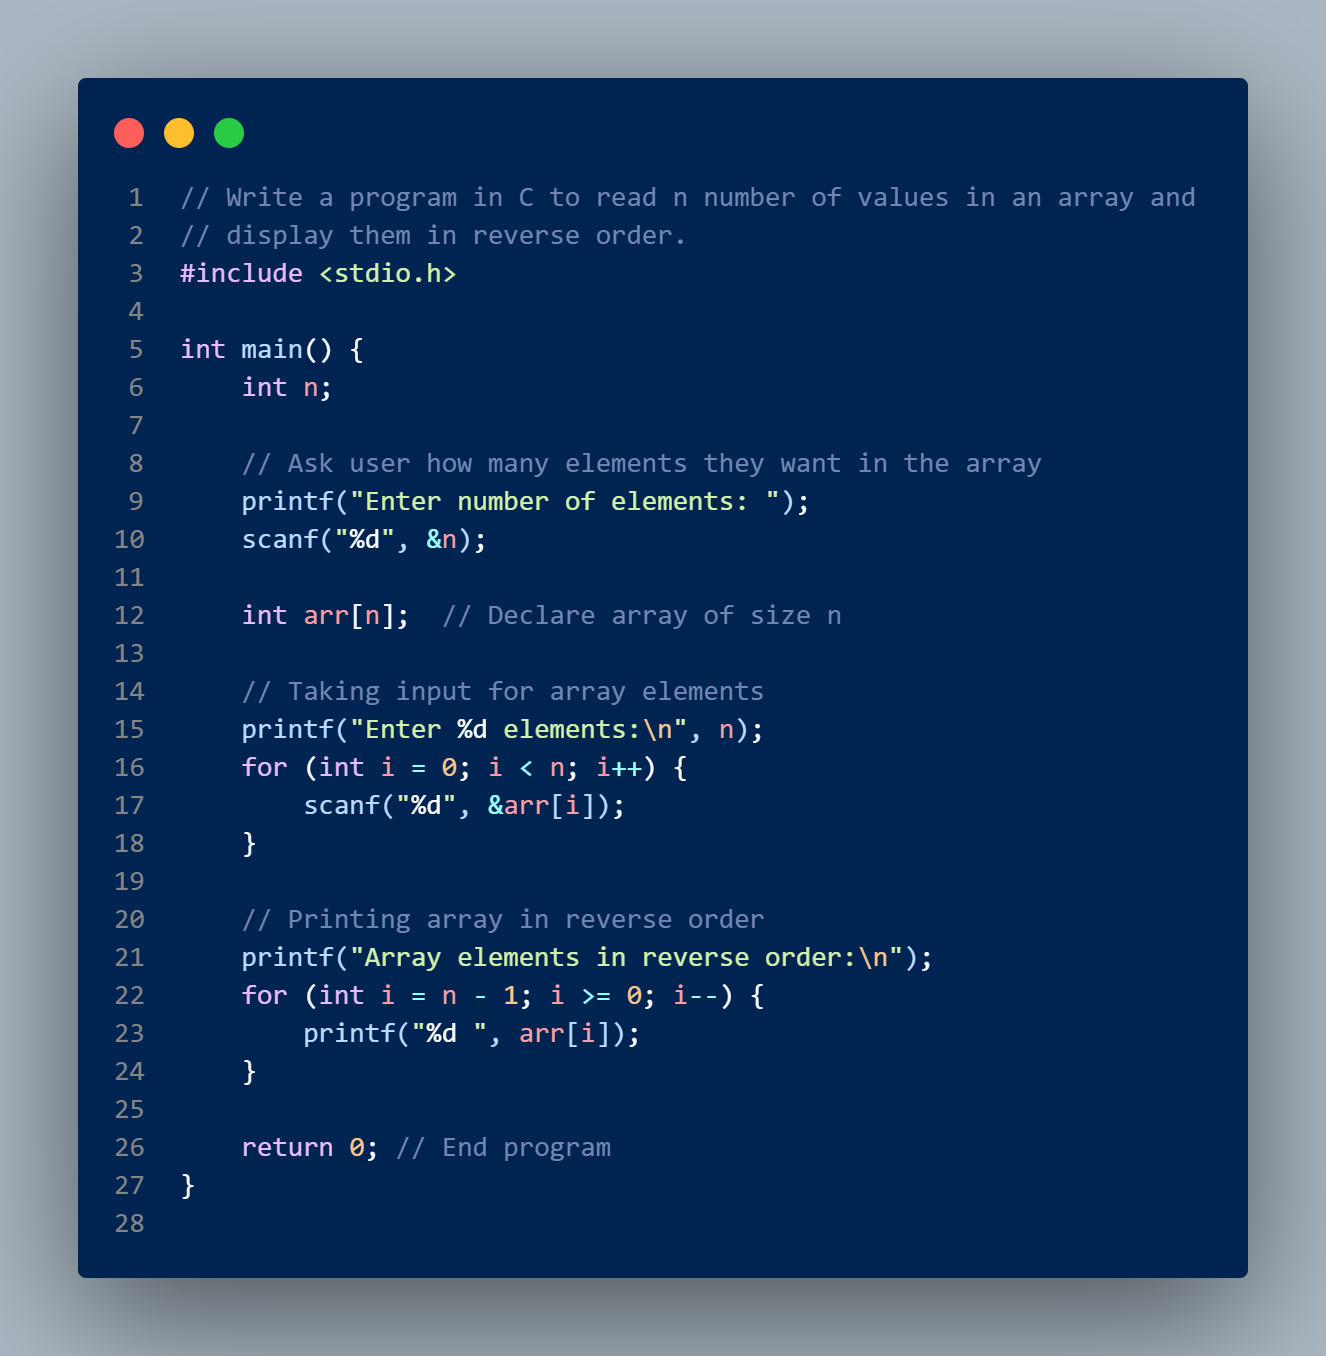 1 // Write a program in C to read n number of values in an array and
2 // display them in reverse order.
3 #include <stdio.h>
4
5 int main() {
6     int n;
7
8     // Ask user how many elements they want in the array
9     printf("Enter number of elements: ");
10     scanf("%d", &n);
11
12     int arr[n];  // Declare array of size n
13
14     // Taking input for array elements
15     printf("Enter %d elements:\n", n);
16     for (int i = 0; i < n; i++) {
17         scanf("%d", &arr[i]);
18     }
19
20     // Printing array in reverse order
21     printf("Array elements in reverse order:\n");
22     for (int i = n - 1; i >= 0; i--) {
23         printf("%d ", arr[i]);
24     }
25
26     return 0; // End program
27 }
28